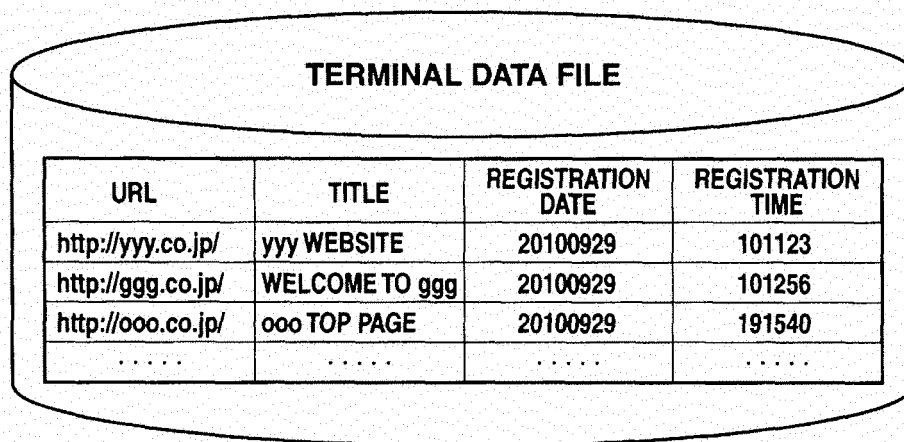 TERMINAL DATA FILE
URL TITLE REGISTRATION DATE REGISTRATION TIME
http://yyy.co.jp/ yyy WEBSITE 20100929 101123
http://ggg.co.jp/ WELCOME TO ggg 20100929 101256
http://ooo.co.jp/ ooo TOP PAGE 20100929 191540
. . . . . . . . . . . . . . . . . . . .